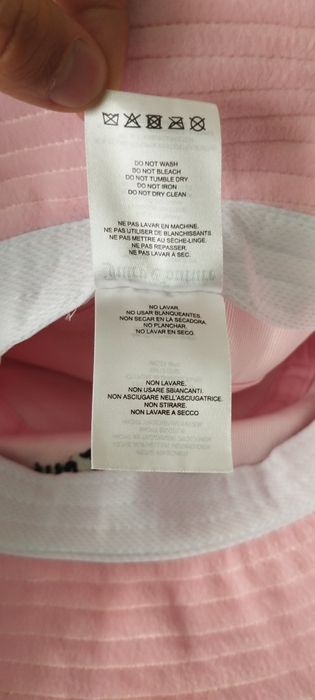 DO NOT WASH
DO NOT BLEACH
DO NOT TUMBLE DRY
DO NOT IRON
DO NOT DRY CLEAN
NE PAS LAVER EN MACHINE.
NE PAS UTILISER DE BLANCHISSANTS.
NE PAS METTRE AU SÈCHE-LINGE.
NE PAS REPASSER.
NE PAS LAVER À SEC.
NO LAVAR.
NO USAR BLANQUEANTES.
NON SECAR EN LA SECADORA.
NO PLANCHAR.
NO LAVAR EN SECO.
NON LAVARE.
NON USARE SBIANCANTI.
NON ASCIUGARE NELL'ASCIUGATRICE.
NON STIRARE.
NON LAVARE A SECCO